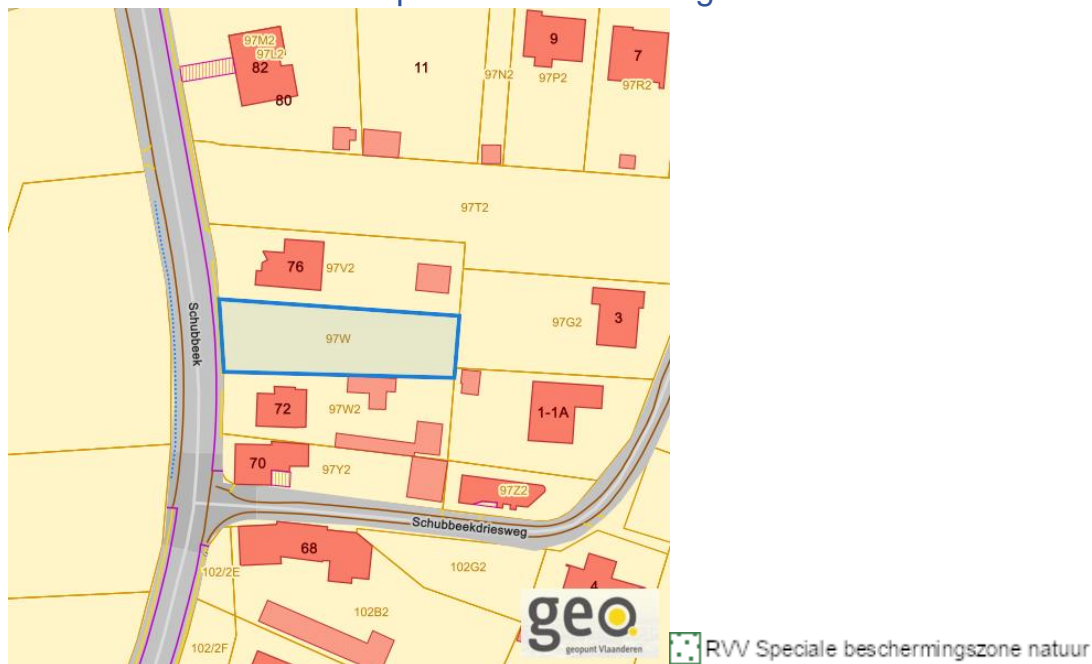 97M2
97L2
82
80
11
97N2
9
97P2
7
97R2
97T2
76
97V2
97W
Schubbeek
97G2
3
72
97W2
1-1A
70
97Y2
97Z2
Schubbeekdriesweg
68
102/2E
102G2
4
102B2
102/2F
geo
geopunt Vlaanderen
RVV Speciale beschermingszone natuur